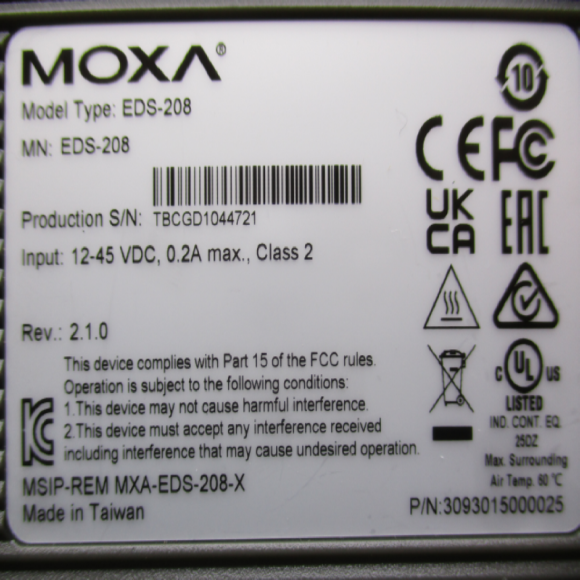 MOXA®
Model Type: EDS-208
MN: EDS-208
Production S/N: TBCGD1044721
Input: 12-45 VDC, 0.2A max., Class 2
Rev.: 2.1.0
This device complies with Part 15 of the FCC rules.
Operation is subject to the following conditions:
1.This device may not cause harmful interference.
2.This device must accept any interference received
including interference that may cause undesired operation.
MSIP-REM MXA-EDS-208-X
Made in Taiwan
10
CE FC
UK
CA
EAC
C UL US
LISTED
IND. CONT. EQ.
25DZ
Max. Surrounding
Air Temp. 60 °C
P/N:3093015000025